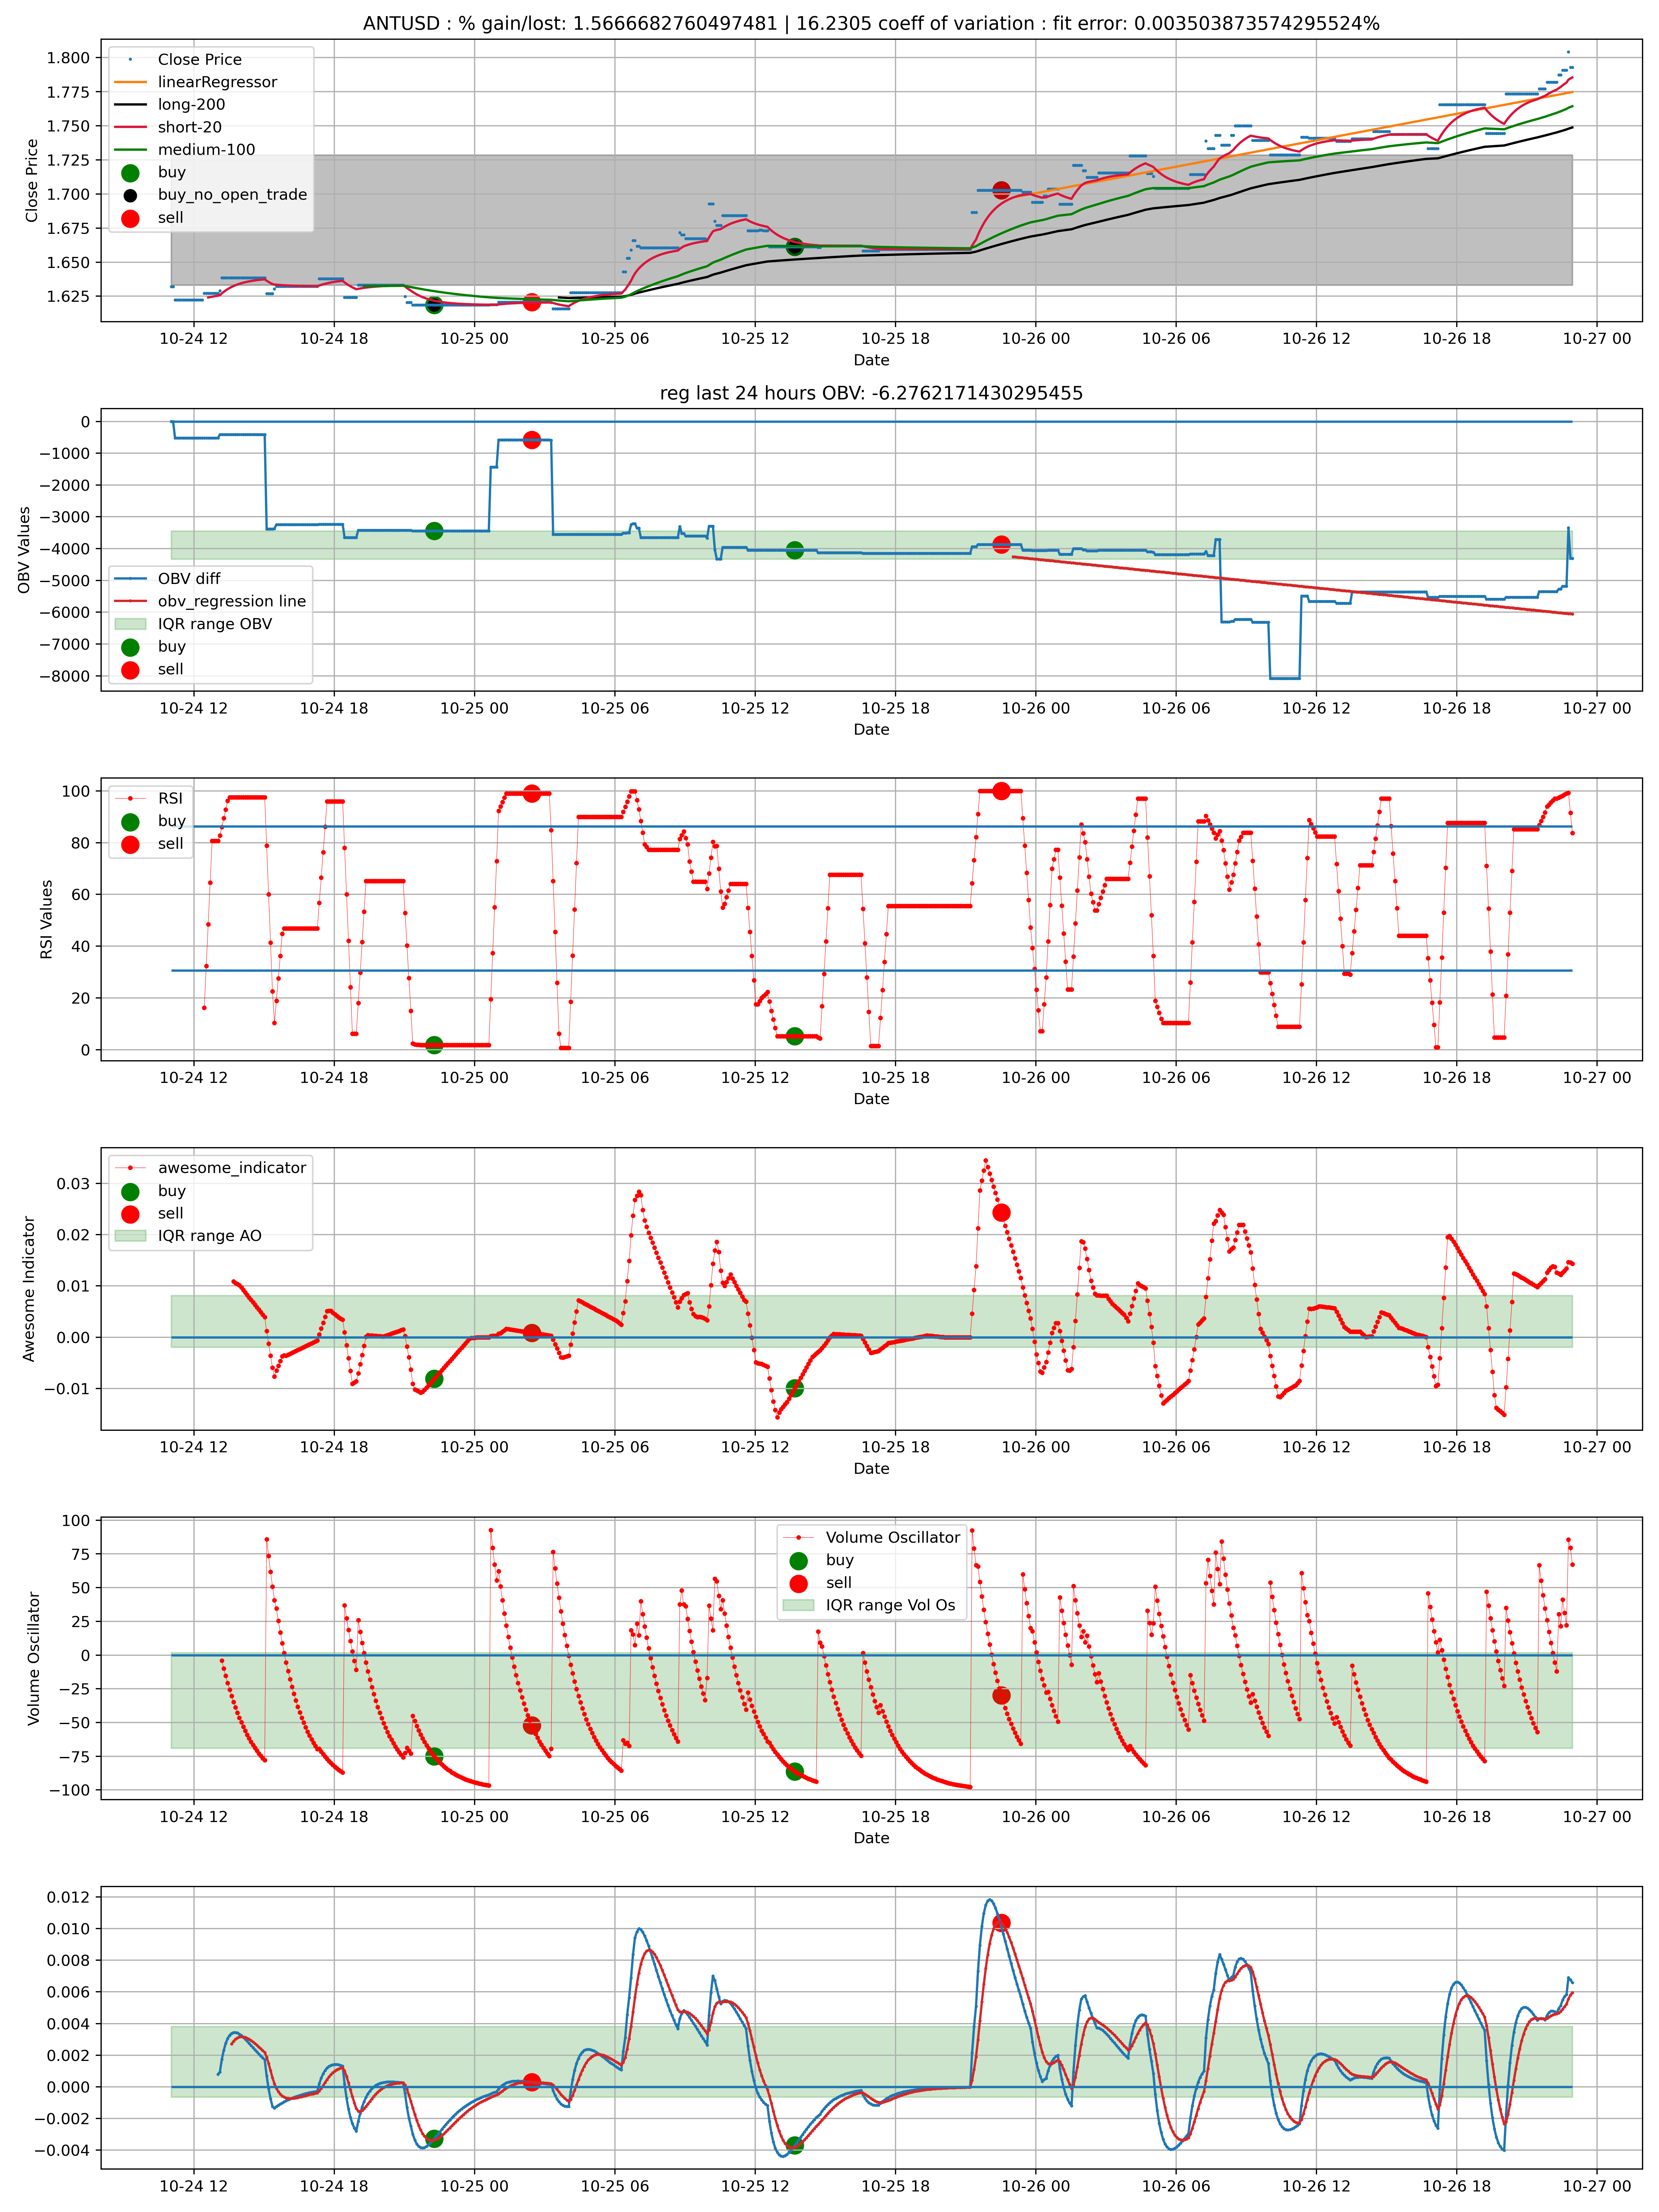 ANTUSD : % gain/lost: 1.5666682760497481 | 16.2305 coeff of variation : fit error: 0.003503873574295524%
1.800
1.775
1.750
1.725
1.700
1.675
1.650
1.625
Close Price
Close Price
linearRegressor
long-200
short-20
medium-100
buy
buy_no_open_trade
sell
10-24 12 10-24 18 10-25 00 10-25 06 10-25 12 10-25 18 10-26 00 10-26 06 10-26 12 10-26 18 10-27 00
Date
reg last 24 hours OBV: -6.2762171430295455
0
−1000
−2000
−3000
−4000
−5000
−6000
−7000
−8000
OBV Values
OBV diff
obv_regression line
IQR range OBV
buy
sell
10-24 12 10-24 18 10-25 00 10-25 06 10-25 12 10-25 18 10-26 00 10-26 06 10-26 12 10-26 18 10-27 00
Date
100
80
60
40
20
0
RSI Values
RSI
buy
sell
10-24 12 10-24 18 10-25 00 10-25 06 10-25 12 10-25 18 10-26 00 10-26 06 10-26 12 10-26 18 10-27 00
Date
0.03
0.02
0.01
0.00
−0.01
Awesome Indicator
awesome_indicator
buy
sell
IQR range AO
10-24 12 10-24 18 10-25 00 10-25 06 10-25 12 10-25 18 10-26 00 10-26 06 10-26 12 10-26 18 10-27 00
Date
100
75
50
25
0
−25
−50
−75
−100
Volume Oscillator
Volume Oscillator
buy
sell
IQR range Vol Os
10-24 12 10-24 18 10-25 00 10-25 06 10-25 12 10-25 18 10-26 00 10-26 06 10-26 12 10-26 18 10-27 00
Date
0.012
0.010
0.008
0.006
0.004
0.002
0.000
−0.002
−0.004
10-24 12 10-24 18 10-25 00 10-25 06 10-25 12 10-25 18 10-26 00 10-26 06 10-26 12 10-26 18 10-27 00